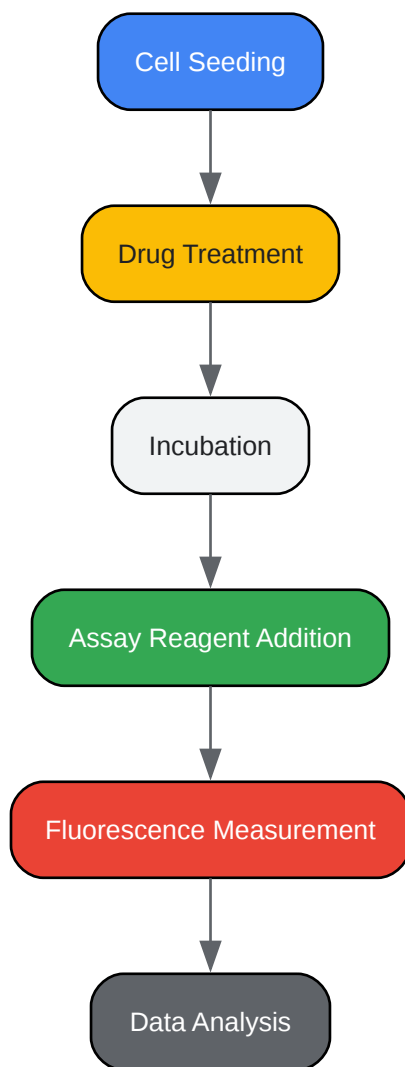 Cell Seeding
Drug Treatment
Incubation
Assay Reagent Addition
Fluorescence Measurement
Data Analysis